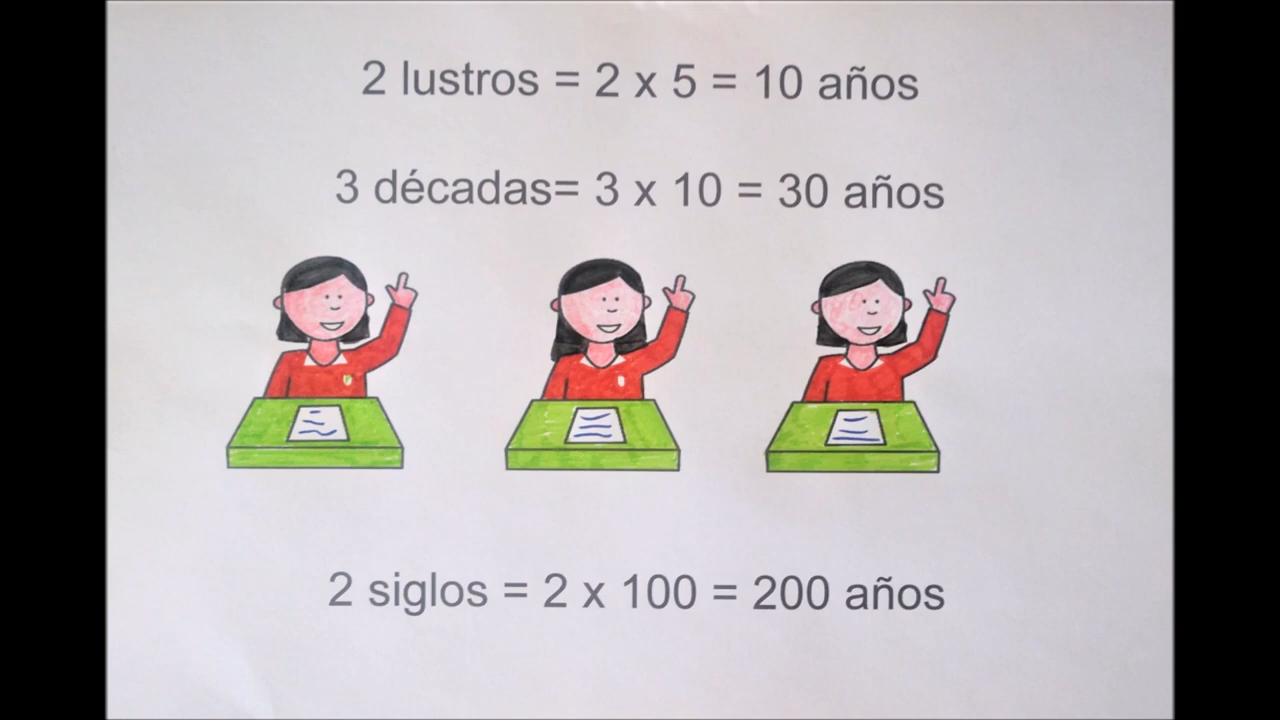 2 lustros = 2 x 5 = 10 años
3 décadas= 3 x 10 = 30 años
2 siglos = 2 x 100 = 200 años